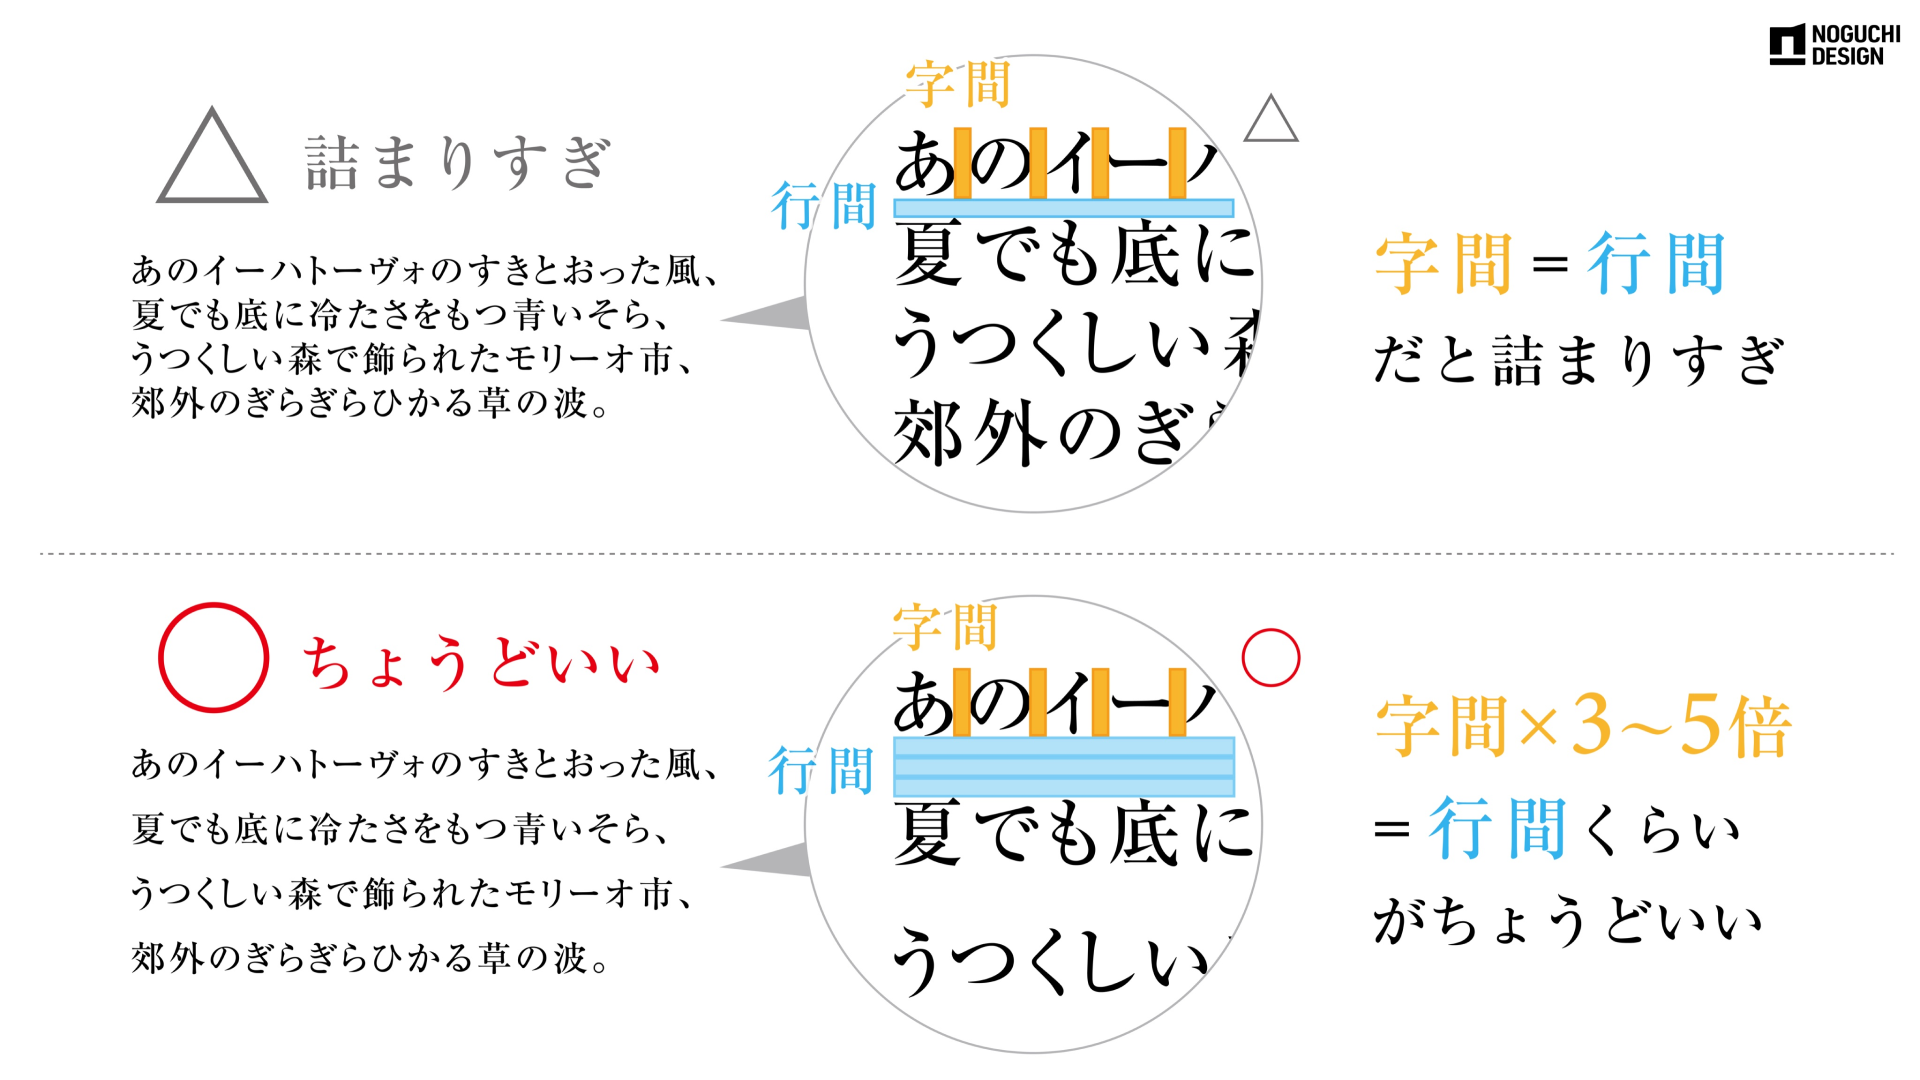 NOGUCHI
DESIGN
△ 詰まりすぎ
あのイーハトーヴォのすきとおった風、
夏でも底に冷たさをもつ青いそら、
うつくしい森で飾られたモリーオ市、
郊外のぎらぎらひかる草の波。
字間
行間
あのイーハ
夏でも底に
うつくしい森
郊外のぎ
△
字間=行間
だと詰まりすぎ
○ ちょうどいい
あのイーハトーヴォのすきとおった風、
夏でも底に冷たさをもつ青いそら、
うつくしい森で飾られたモリーオ市、
郊外のぎらぎらひかる草の波。
字間
行間
あのイーハ
夏でも底に
うつくしい
○
字間×3~5倍
=行間くらい
がちょうどいい